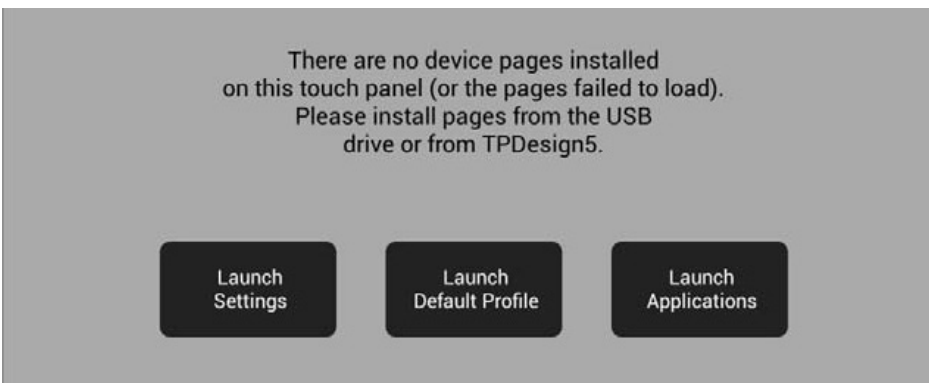 There are no device pages installed
on this touch panel (or the pages failed to load).
Please install pages from the USB
drive or from TPDesign5.
Launch
Settings
Launch
Default Profile
Launch
Applications